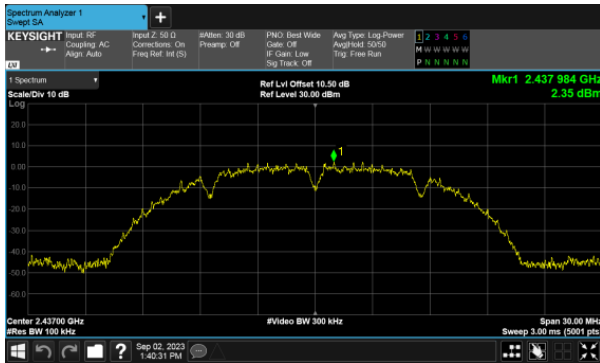 Spectrum Analyzer 1
Swept SA
+
KEYSIGHT Input: RF Input Z: 50 Ω #Atten: 30 dB PNO: Best Wide Avg Type: Log-Power 1 2 3 4 5 6
Coupling: AC Corrections: On Preamp: Off Gate: Off Avg|Hold: 50/50 M W W W W W
Align: Auto Freq Ref: Int (S) IF Gain: Low Trig: Free Run
Sig Track: Off P N N N N N
LXI
1 Spectrum Ref Lvl Offset 10.50 dB Mkr1 2.437 984 GHz
Scale/Div 10 dB Ref Level 30.00 dBm 2.35 dBm
Log
20.0
10.0
0.00
-10.0
-20.0
-30.0
-40.0
-50.0
-60.0
1
Center 2.43700 GHz #Video BW 300 kHz Span 30.00 MHz
#Res BW 100 kHz Sweep 3.00 ms (5001 pts)
? Sep 02, 2023
1:40:31 PM